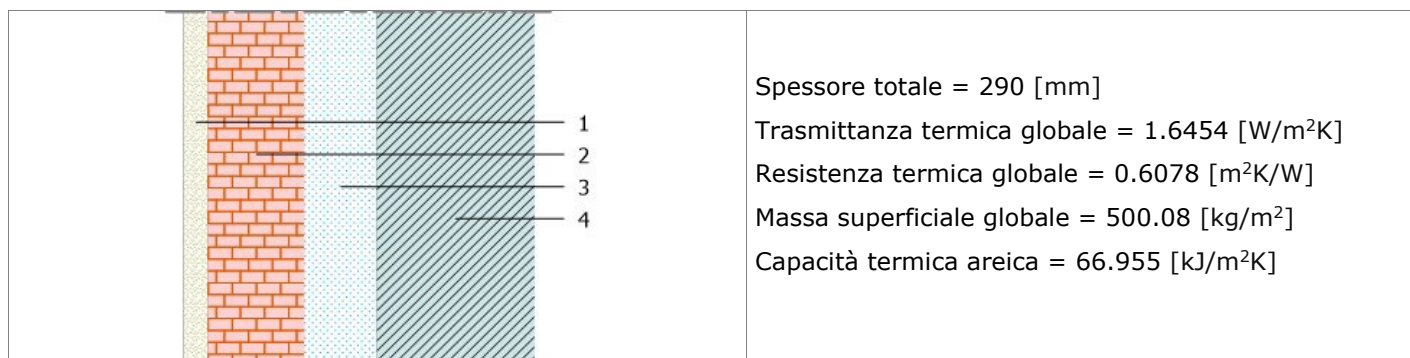 1
2
3
4
Spessore totale = 290 [mm]
Trasmittanza termica globale = 1.6454 [W/m²K]
Resistenza termica globale = 0.6078 [m²K/W]
Massa superficiale globale = 500.08 [kg/m²]
Capacità termica areica = 66.955 [kJ/m²K]